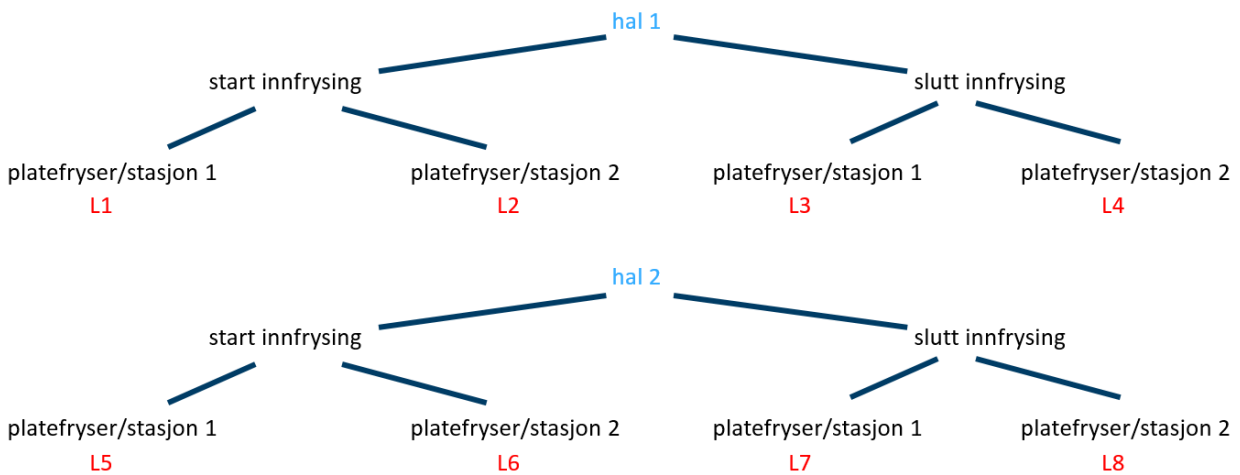 hal 1
start innfrysing slutt innfrysing
platefryser/stasjon 1 platefryser/stasjon 2 platefryser/stasjon 1 platefryser/stasjon 2
L1 L2 L3 L4
hal 2
start innfrysing slutt innfrysing
platefryser/stasjon 1 platefryser/stasjon 2 platefryser/stasjon 1 platefryser/stasjon 2
L5 L6 L7 L8